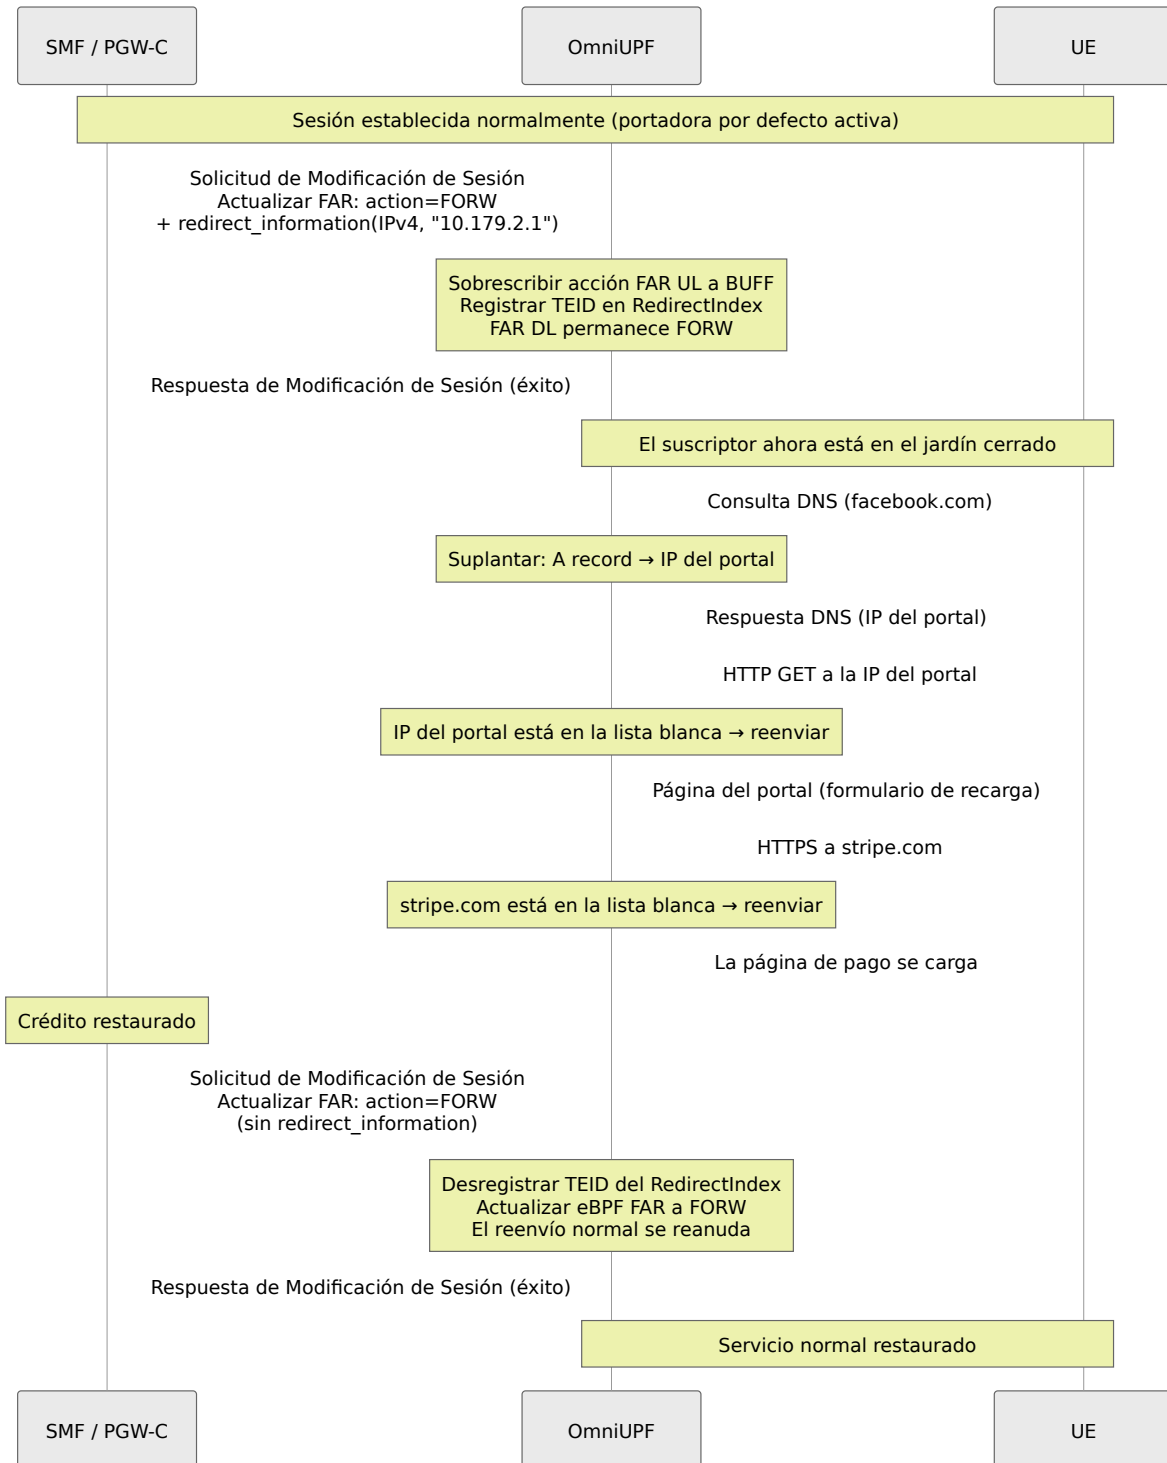 SMF / PGW-C
OmniUPF
UE
Sesión establecida normalmente (portadora por defecto activa)
Solicitud de Modificación de Sesión
Actualizar FAR: action=FORW
+ redirect_information(IPv4, "10.179.2.1")
Sobrescribir acción FAR UL a BUFF
Registrar TEID en RedirectIndex
FAR DL permanece FORW
Respuesta de Modificación de Sesión (éxito)
El suscriptor ahora está en el jardín cerrado
Consulta DNS (facebook.com)
Suplantar: A record → IP del portal
Respuesta DNS (IP del portal)
HTTP GET a la IP del portal
IP del portal está en la lista blanca → reenviar
Página del portal (formulario de recarga)
HTTPS a stripe.com
stripe.com está en la lista blanca → reenviar
La página de pago se carga
Crédito restaurado
Solicitud de Modificación de Sesión
Actualizar FAR: action=FORW
(sin redirect_information)
Desregistrar TEID del RedirectIndex
Actualizar eBPF FAR a FORW
El reenvío normal se reanuda
Respuesta de Modificación de Sesión (éxito)
Servicio normal restaurado
SMF / PGW-C
OmniUPF
UE